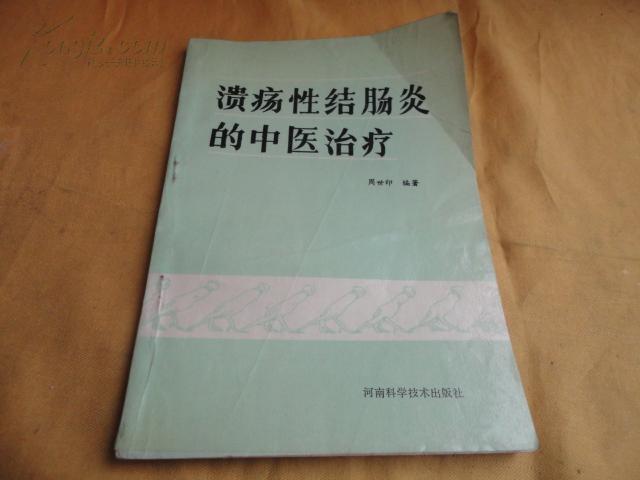 溃疡性结肠炎
的中医治疗
周世印 编著
河南科学技术出版社